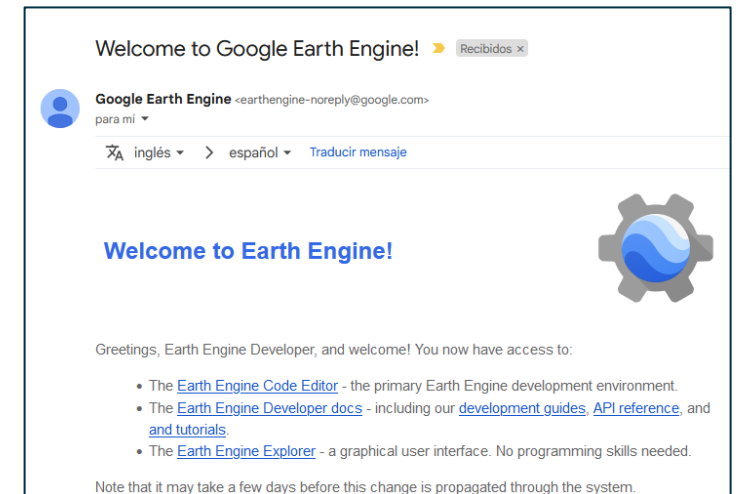 Welcome to Google Earth Engine! Recibidos ×
Google Earth Engine <earthengine-noreply@google.com>
para mí
inglés > español Traducir mensaje
Welcome to Earth Engine!
Greetings, Earth Engine Developer, and welcome! You now have access to:
• The Earth Engine Code Editor - the primary Earth Engine development environment.
• The Earth Engine Developer docs - including our development guides, API reference, and
and tutorials.
• The Earth Engine Explorer - a graphical user interface. No programming skills needed.
Note that it may take a few days before this change is propagated through the system.